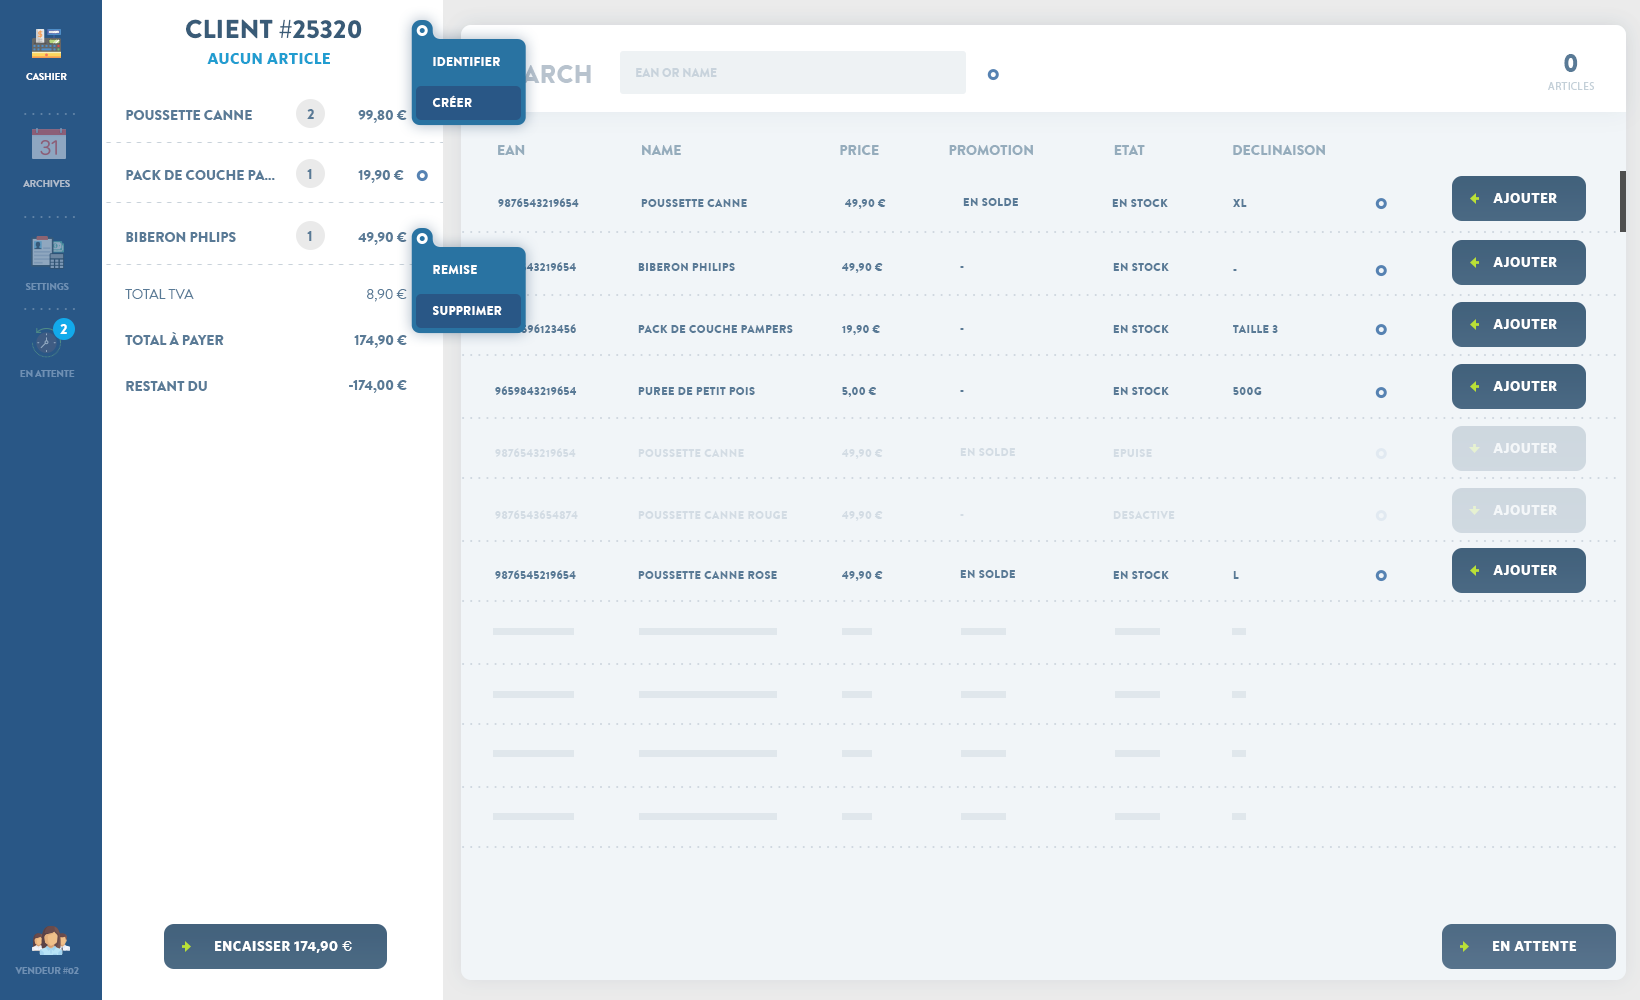 CASHIER
31
ARCHIVES
SETTINGS
2
EN ATTENTE
VENDEUR #02
CLIENT #25320
AUCUN ARTICLE
POUSSETTE CANNE 2 99,80 €
PACK DE COUCHE PA... 1 19,90 €
BIBERON PHLIPS 1 49,90 €
TOTAL TVA 8,90 €
TOTAL À PAYER 174,90 €
RESTANT DU -174,00 €
ENCAISSER 174,90 €
IDENTIFIER
CRÉER
REMISE
SUPPRIMER
ARCH EAN OR NAME
0
ARTICLES
EAN NAME PRICE PROMOTION ETAT DECLINAISON
9876543219654 POUSSETTE CANNE 49,90 € EN SOLDE EN STOCK XL AJOUTER
43219654 BIBERON PHILIPS 49,90 € - EN STOCK - AJOUTER
596123456 PACK DE COUCHE PAMPERS 19,90 € - EN STOCK TAILLE 3 AJOUTER
9659843219654 PUREE DE PETIT POIS 5,00 € - EN STOCK 500G AJOUTER
9876543219654 POUSSETTE CANNE 49,90 € EN SOLDE EPUISE AJOUTER
9876543654874 POUSSETTE CANNE ROUGE 49,90 € - DESACTIVE AJOUTER
9876545219654 POUSSETTE CANNE ROSE 49,90 € EN SOLDE EN STOCK L AJOUTER
EN ATTENTE